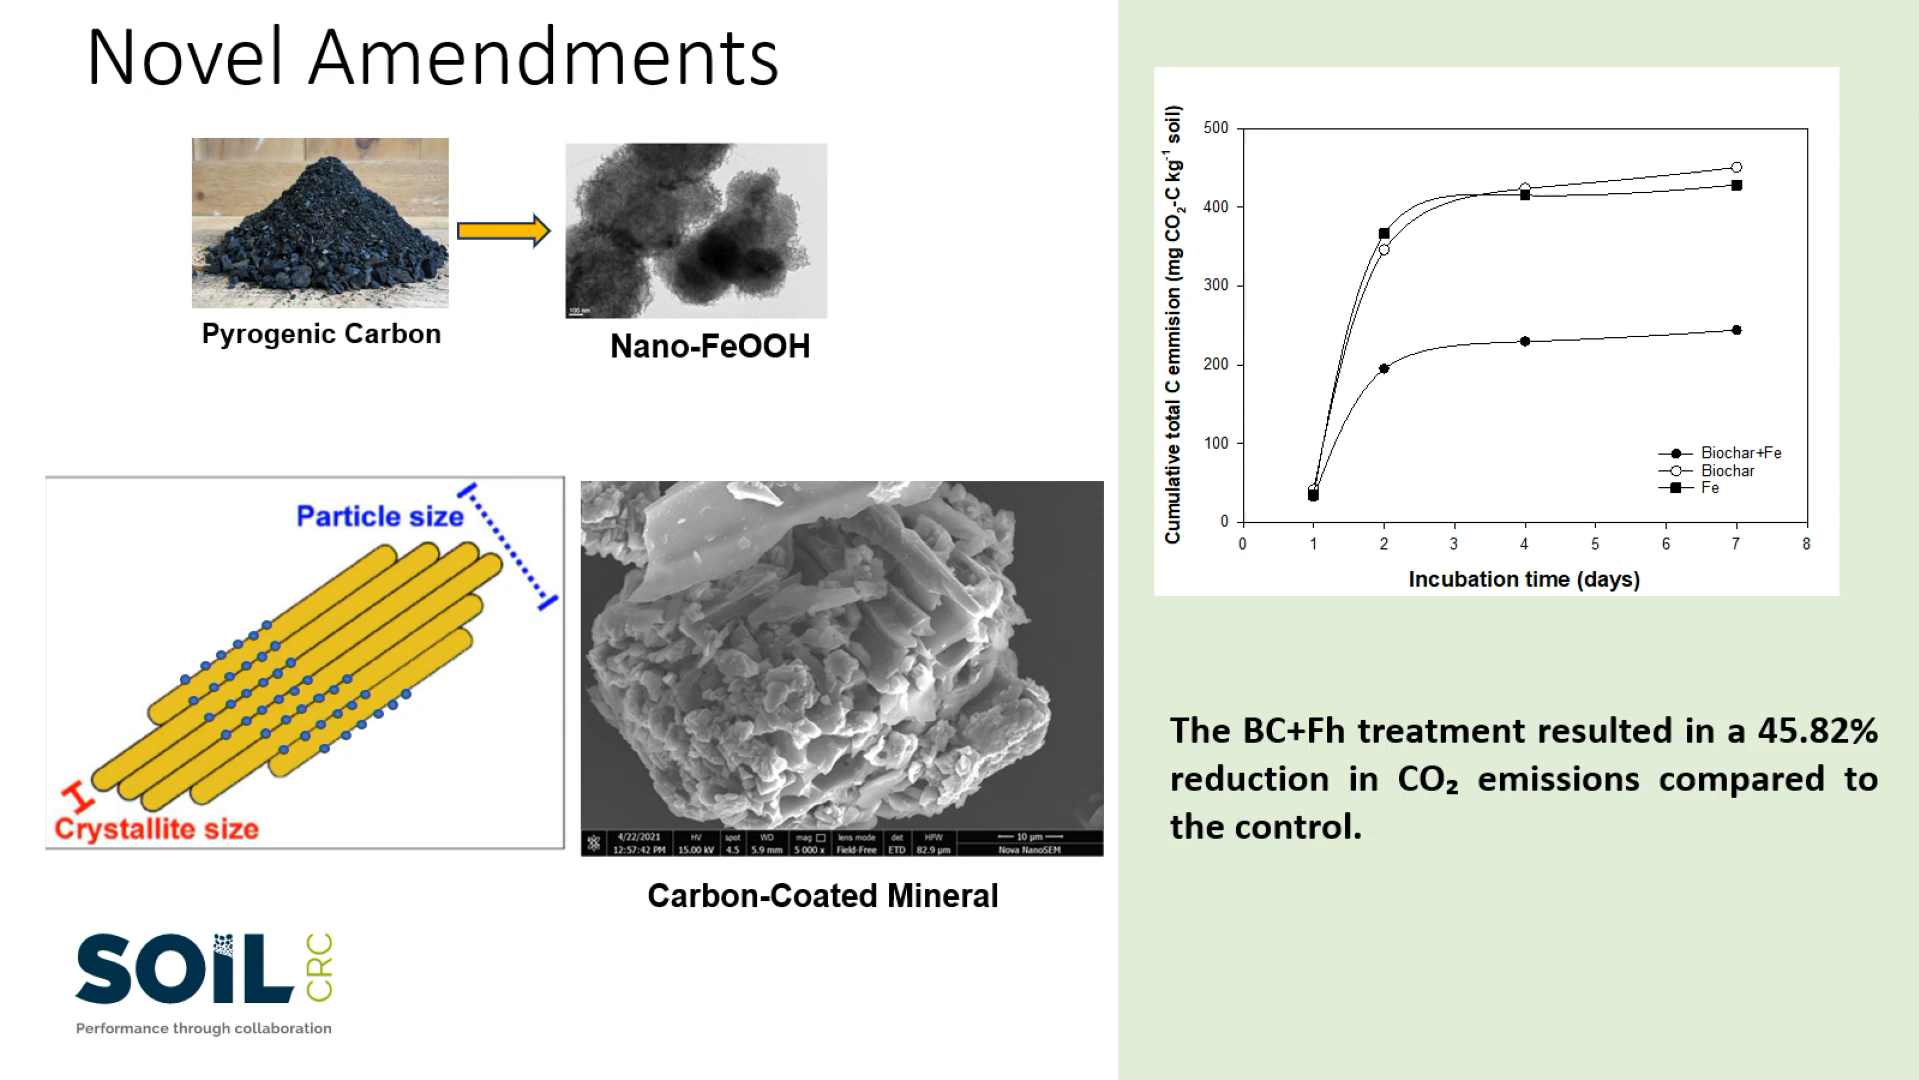 Novel Amendments
Pyrogenic Carbon
100 nm
Nano-FeOOH
Particle size
Crystallite size
4/22/2021 HV spot WD mag □ lens mode det HFW 10 µm
12:57:42 PM 15.00 kV 4.5 5.9 mm 5 000 x Field-Free ETD 82.9 µm Nova NanoSEM
Carbon-Coated Mineral
SOIL CRC
Performance through collaboration
Cumulative total C emmision (mg CO₂-C kg⁻¹ soil)
500
400
300
200
100
0
Biochar+Fe
Biochar
Fe
0 1 2 3 4 5 6 7 8
Incubation time (days)
The BC+Fh treatment resulted in a 45.82%
reduction in CO₂ emissions compared to
the control.